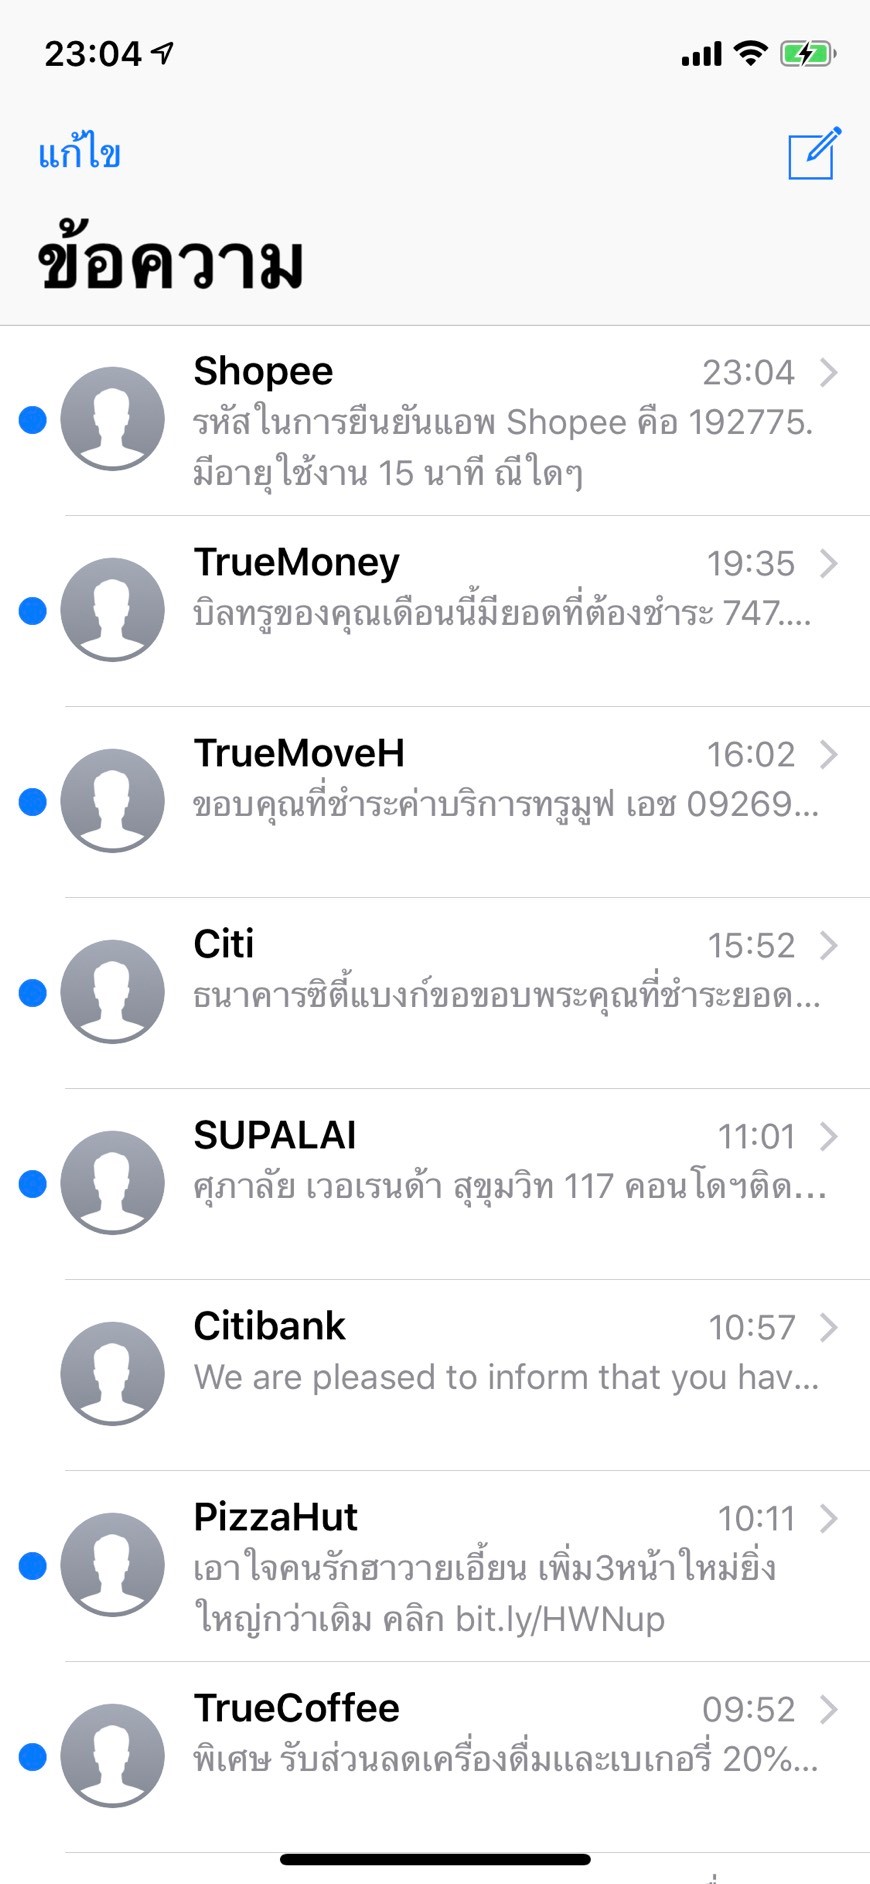 23:04
แก้ไข
ข้อความ
Shopee 23:04
รหัสในการยืนยันแอพ Shopee คือ 192775.
มีอายุใช้งาน 15 นาที ณีใดๆ
TrueMoney 19:35
บิลทรูของคุณเดือนนี้มียอดที่ต้องชำระ 747....
TrueMoveH 16:02
ขอบคุณที่ชำระค่าบริการทรูมูฟ เอช 09269...
Citi 15:52
ธนาคารซิตี้แบงก์ขอขอบพระคุณที่ชำระยอด...
SUPALAI 11:01
ศุภาลัย เวอเรนด้า สุขุมวิท 117 คอนโดฯติด...
Citibank 10:57
We are pleased to inform that you hav...
PizzaHut 10:11
เอาใจคนรักฮาวายเอี้ยน เพิ่ม3หน้าใหม่ยิ่ง
ใหญ่กว่าเดิม คลิก bit.ly/HWNup
TrueCoffee 09:52
พิเศษ รับส่วนลดเครื่องดื่มและเบเกอรี่ 20%...